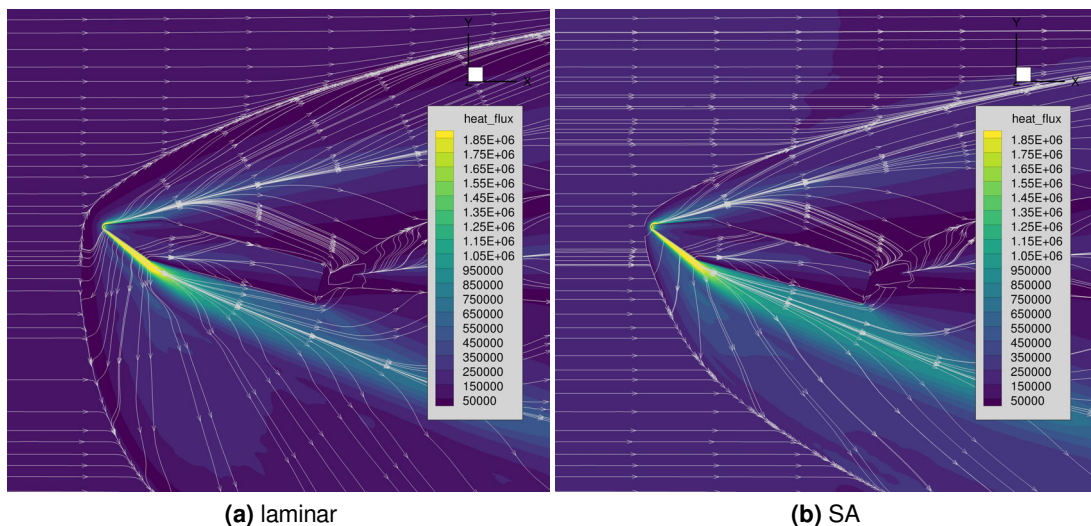 Y
X
heat_flux
1.85E+06
1.75E+06
1.65E+06
1.55E+06
1.45E+06
1.35E+06
1.25E+06
1.15E+06
1.05E+06
950000
850000
750000
650000
550000
450000
350000
250000
150000
50000
(a) laminar
Y
X
heat_flux
1.85E+06
1.75E+06
1.65E+06
1.55E+06
1.45E+06
1.35E+06
1.25E+06
1.15E+06
1.05E+06
950000
850000
750000
650000
550000
450000
350000
250000
150000
50000
(b) SA